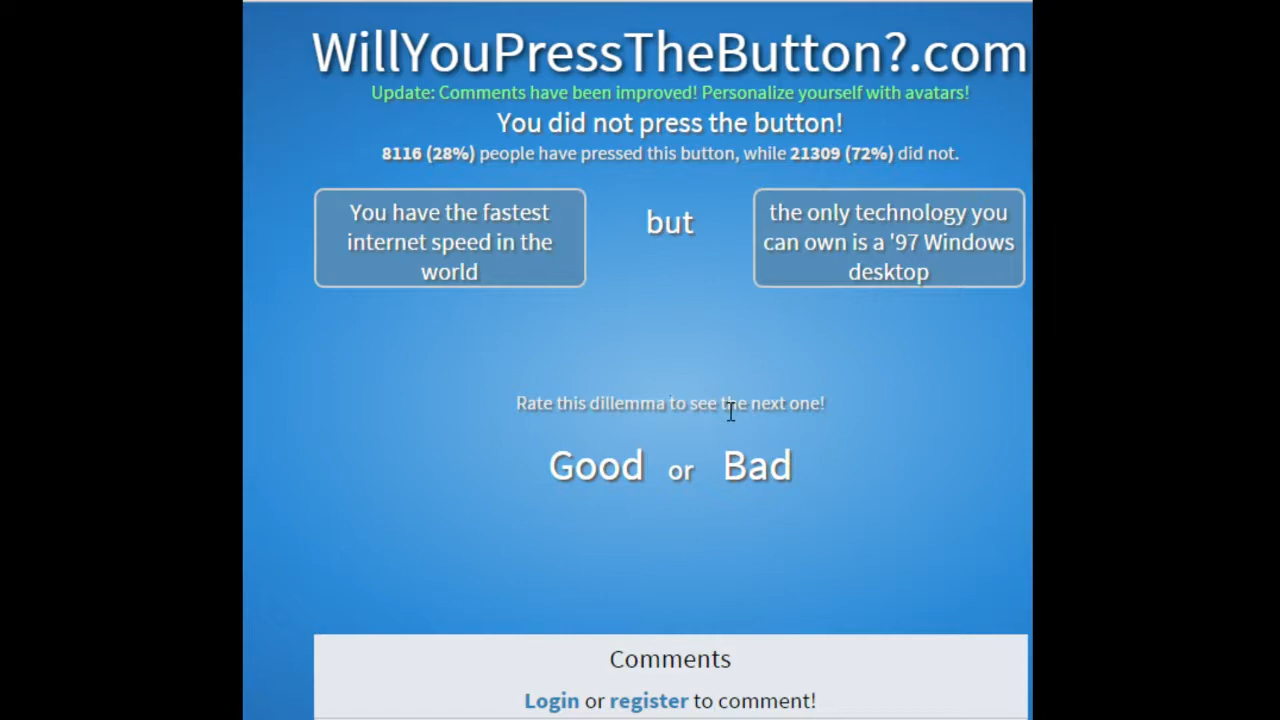 WillYouPressTheButton?.com
Update: Comments have been improved! Personalize yourself with avatars!
You did not press the button!
8116 (28%) people have pressed this button, while 21309 (72%) did not.
You have the fastest
internet speed in the
world
but
the only technology you
can own is a '97 Windows
desktop
Rate this dillemma to see the next one!
Good or Bad
Comments
Login or register to comment!